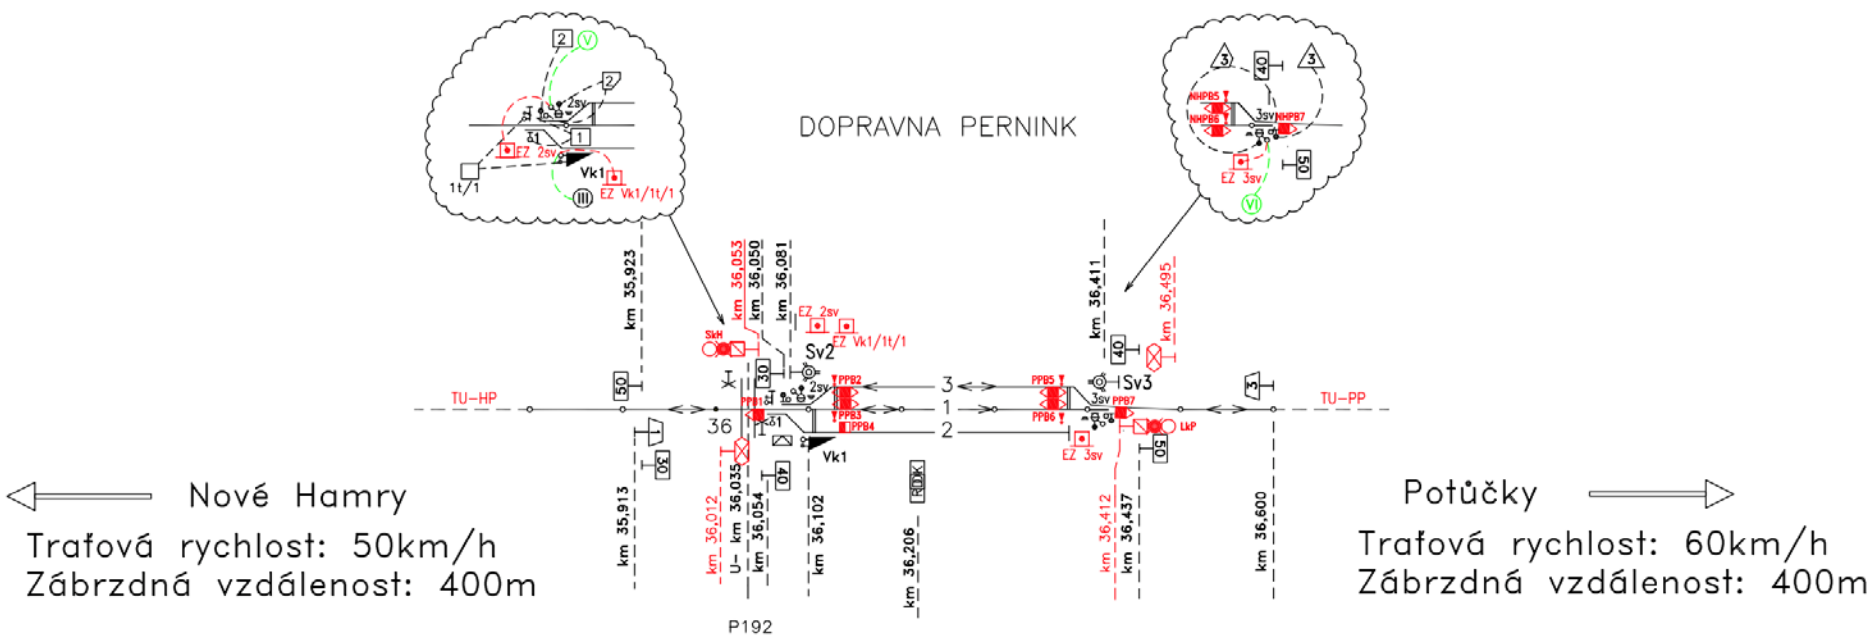 DOPRAVNA PERNINK
2
V
2
2sv
31
1
EZ 2sv
1t/1
Vk1
III
EZ Vk1/1t/1
3
40
3
NHPB5
NHPB6
3sv
NHPB7
50
EZ 3sv
VI
km 35,923
km 36,053
km 36,050
km 36,081
km 36,411
km 36,495
EZ 2sv
EZ Vk1/1t/1
SkH
Sv2
40
50
30
2sv
PPB2
3
PPB5
Sv3
3
TU-HP
PPB1
1
3sv
PPB7
TU-PP
36
31
PPB3
PPB4
PPB6
LkP
2
Vk1
EZ 3sv
50
30
40
RDDK
Nové Hamry
Traťová rychlost: 50km/h
Zábrzdná vzdálenost: 400m
km 35,913
km 36,012
U- km 36,035
km 36,054
km 36,102
km 36,206
km 36,412
km 36,437
km 36,600
Potůčky
Traťová rychlost: 60km/h
Zábrzdná vzdálenost: 400m
P192